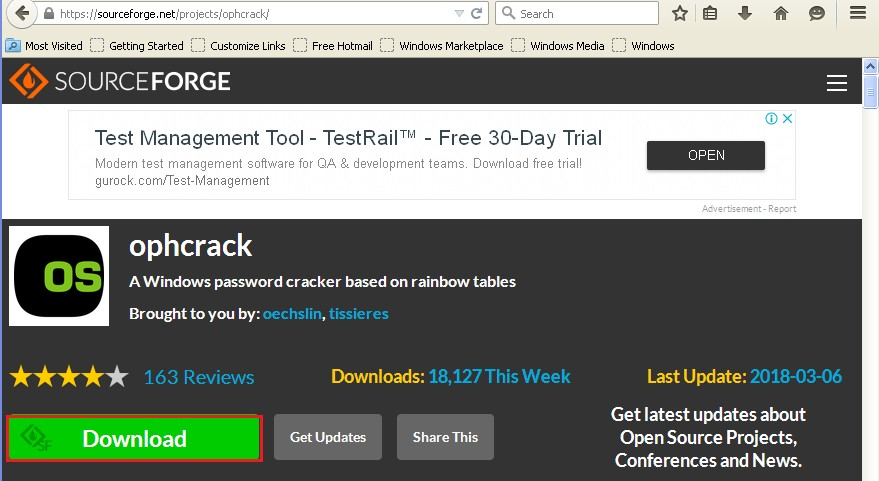 https://sourceforge.net/projects/ophcrack/
Search
Most Visited Getting Started Customize Links Free Hotmail Windows Marketplace Windows Media Windows
SOURCEFORGE
Test Management Tool - TestRail™ - Free 30-Day Trial
Modern test management software for QA & development teams. Download free trial!
gurock.com/Test-Management
OPEN
Advertisement - Report
OS
ophcrack
A Windows password cracker based on rainbow tables
Brought to you by: oechslin, tissieres
163 Reviews
Downloads: 18,127 This Week
Last Update: 2018-03-06
SF
Download
Get Updates
Share This
Get latest updates about
Open Source Projects,
Conferences and News.